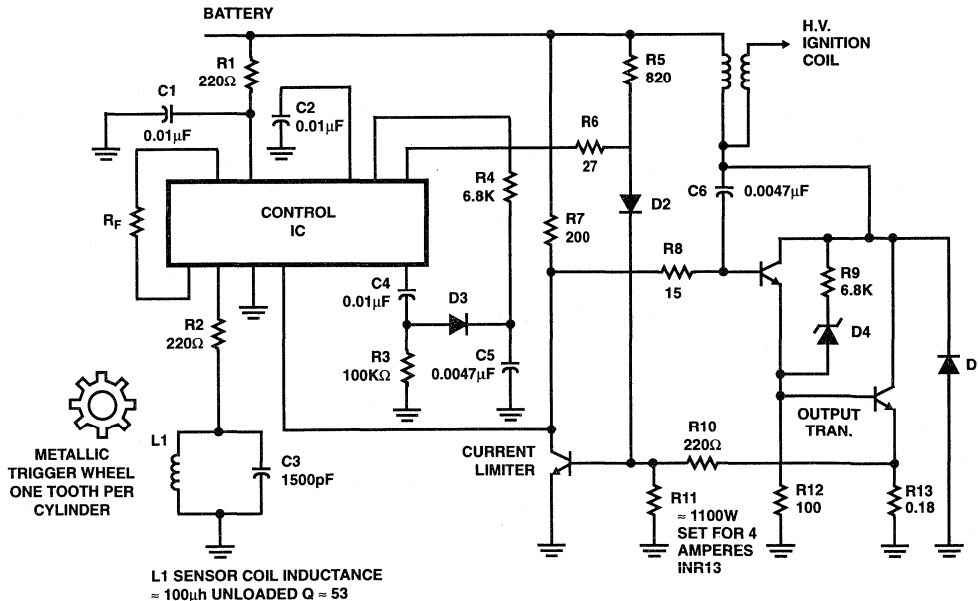 BATTERY
H.V.
IGNITION
COIL
R1
220Ω
R5
820
C1
0.01µF
C2
0.01µF
R6
27
R4
6.8K
C6
0.0047µF
D2
RF
CONTROL
IC
R7
200
R8
15
R9
6.8K
C4
0.01µF
D3
D4
R2
220Ω
R3
100KΩ
C5
0.0047µF
D
OUTPUT
TRAN.
METALLIC
TRIGGER WHEEL
ONE TOOTH PER
CYLINDER
L1
C3
1500pF
CURRENT
LIMITER
R10
220Ω
R11
≈ 1100W
SET FOR 4
AMPERES
INR13
R12
100
R13
0.18
L1 SENSOR COIL INDUCTANCE
≈ 100µh UNLOADED Q ≈ 53